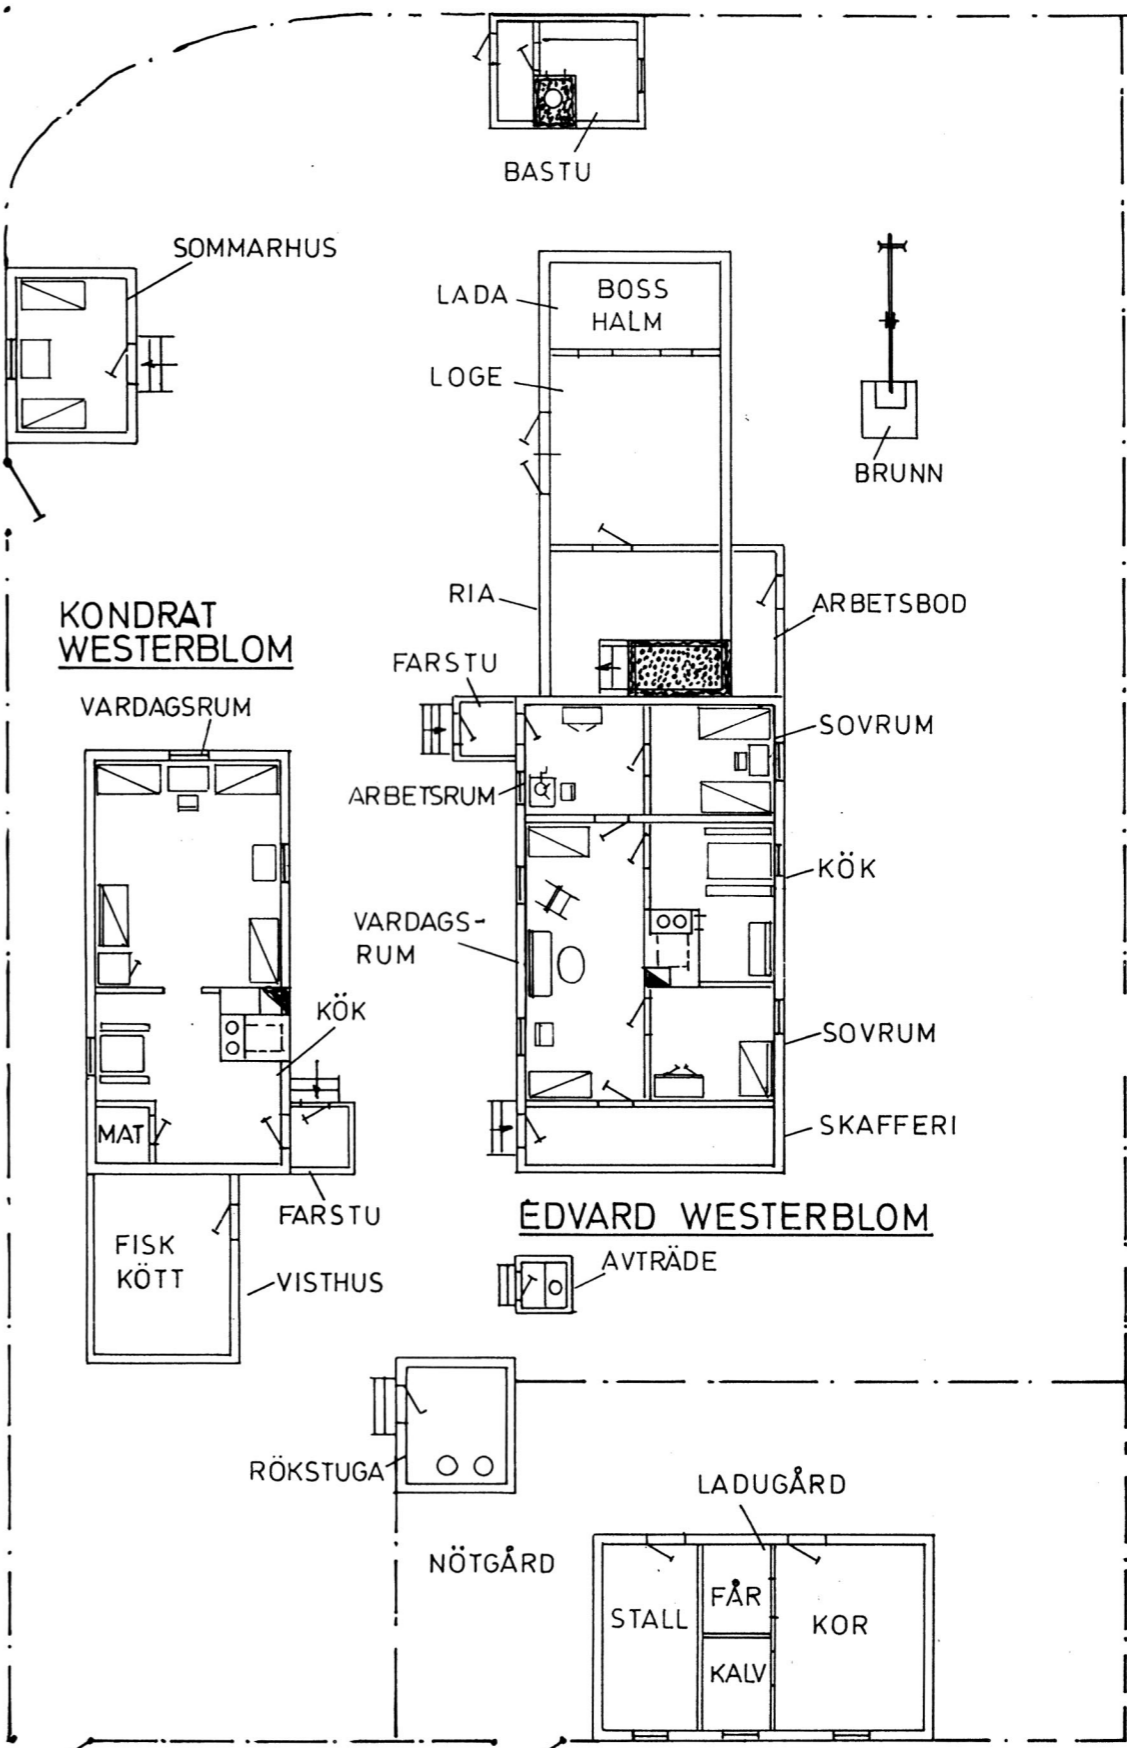 BASTU
SOMMARHUS
LADA
BOSS
HALM
LOGE
BRUNN
RIA
ARBETSBOD
KONDRAT
WESTERBLOM
FARSTU
VARDAGSRUM
SOVRUM
ARBETSRUM
KÖK
VARDAGS-
RUM
KÖK
SOVRUM
MAT
SKAFFERI
FARSTU
EDVARD WESTERBLOM
FISK
KÖTT
VISTHUS
AVTRÄDE
RÖKSTUGA
LADUGÅRD
NÖTGÅRD
STALL
FÅR
KOR
KALV